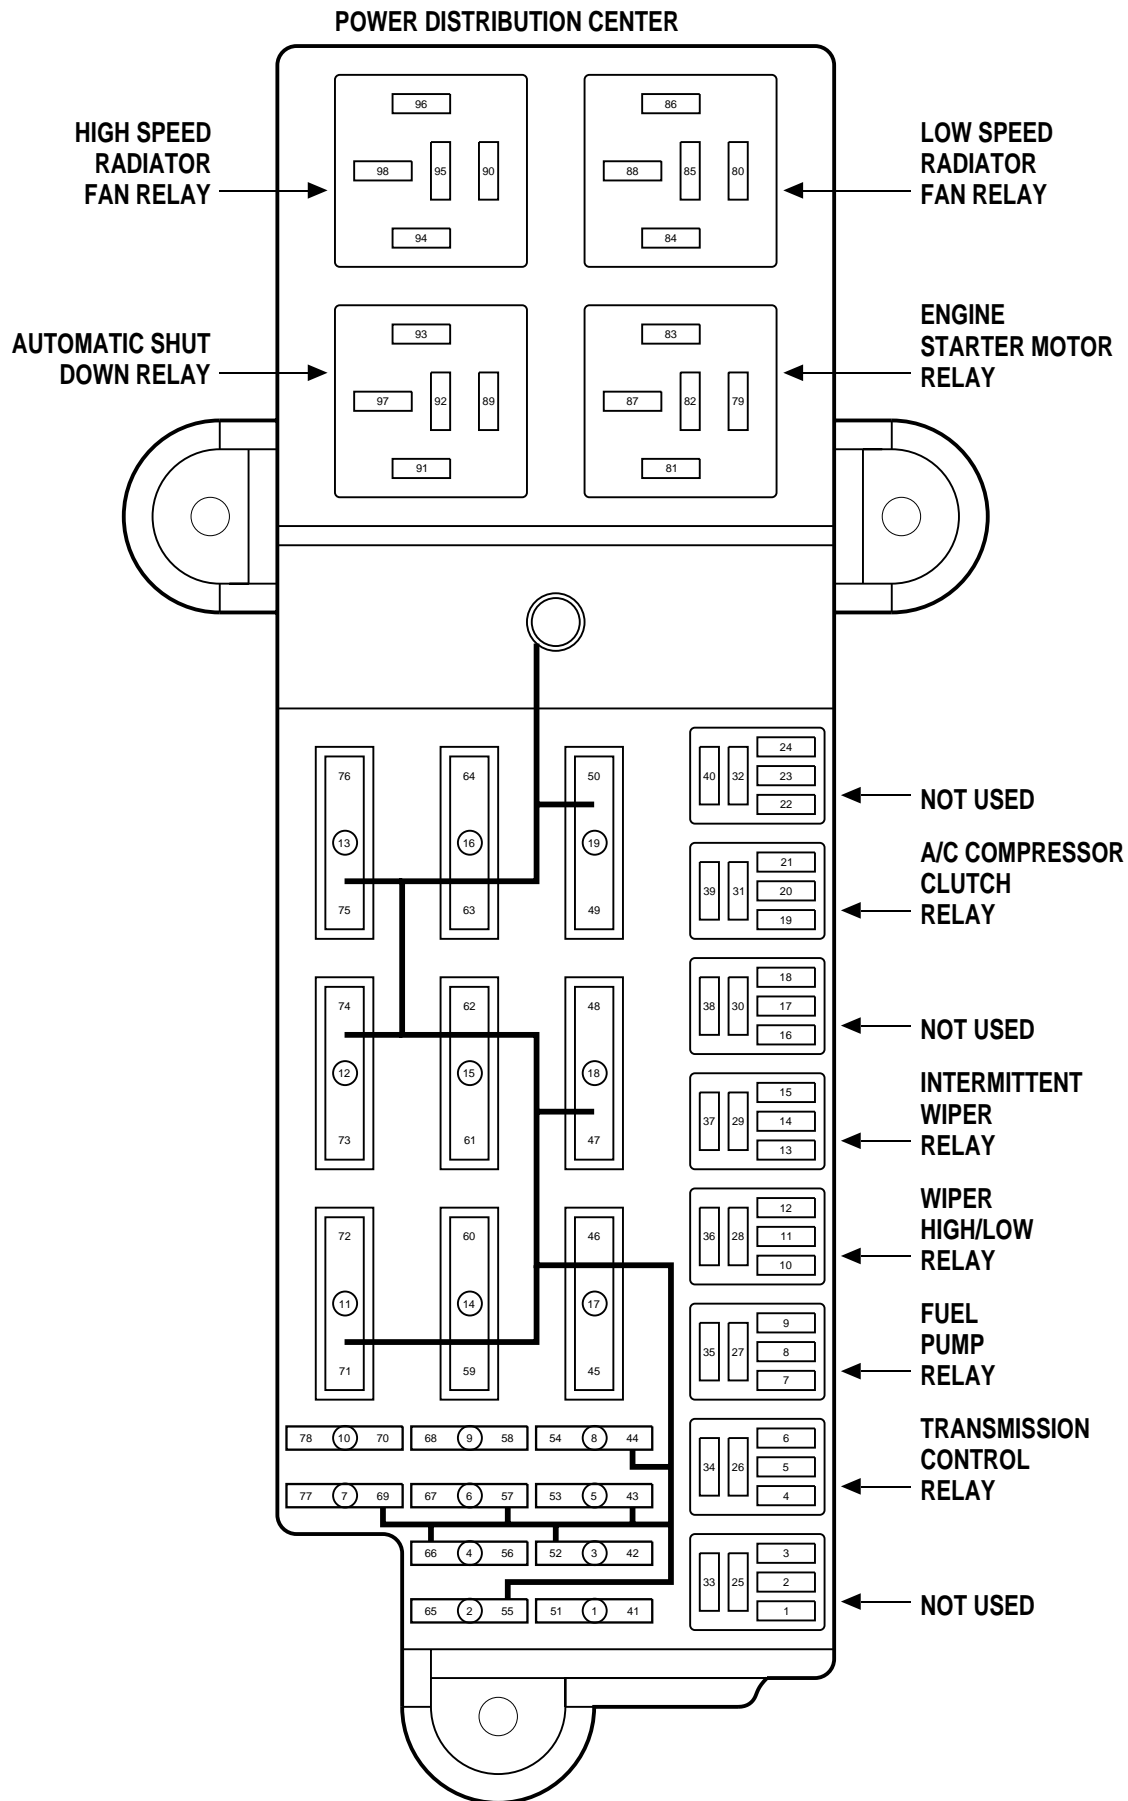 POWER DISTRIBUTION CENTER
96
86
HIGH SPEED
RADIATOR
FAN RELAY
98
95
90
88
85
80
LOW SPEED
RADIATOR
FAN RELAY
94
84
AUTOMATIC SHUT
DOWN RELAY
93
83
97
92
89
87
82
79
ENGINE
STARTER MOTOR
RELAY
91
81
76
13
75
64
16
63
50
19
49
40
32
24
23
22
NOT USED
39
31
21
20
19
A/C COMPRESSOR
CLUTCH
RELAY
74
12
73
62
15
61
48
18
47
38
30
18
17
16
NOT USED
37
29
15
14
13
INTERMITTENT
WIPER
RELAY
72
11
71
60
14
59
46
17
45
36
28
12
11
10
WIPER
HIGH/LOW
RELAY
35
27
9
8
7
FUEL
PUMP
RELAY
78 10 70
68 9 58
54 8 44
77 7 69
67 6 57
53 5 43
34
26
6
5
4
TRANSMISSION
CONTROL
RELAY
66 4 56
52 3 42
65 2 55
51 1 41
33
25
3
2
1
NOT USED